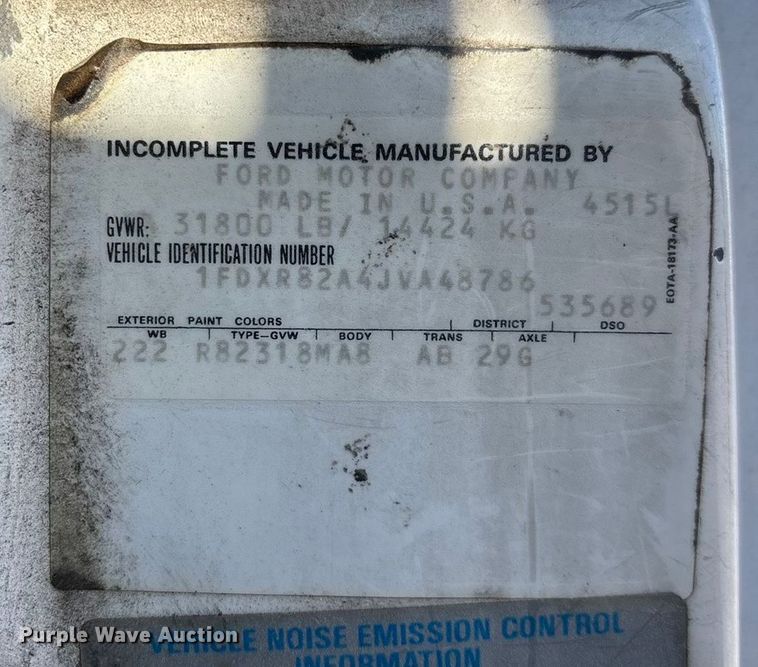 INCOMPLETE VEHICLE MANUFACTURED BY
FORD MOTOR COMPANY
MADE IN U.S.A. 4515L
GVWR: 31800 LB/ 14424 KG
VEHICLE IDENTIFICATION NUMBER
1FDXR82A4JVA48786
535689
EOTA-18173-AA
EXTERIOR PAINT COLORS DISTRICT DSO
WB TYPE-GVW BODY TRANS AXLE
222 R82318MA8 AB 29G
Purple Wave Auction
VEHICLE NOISE EMISSION CONTROL
INFORMATION